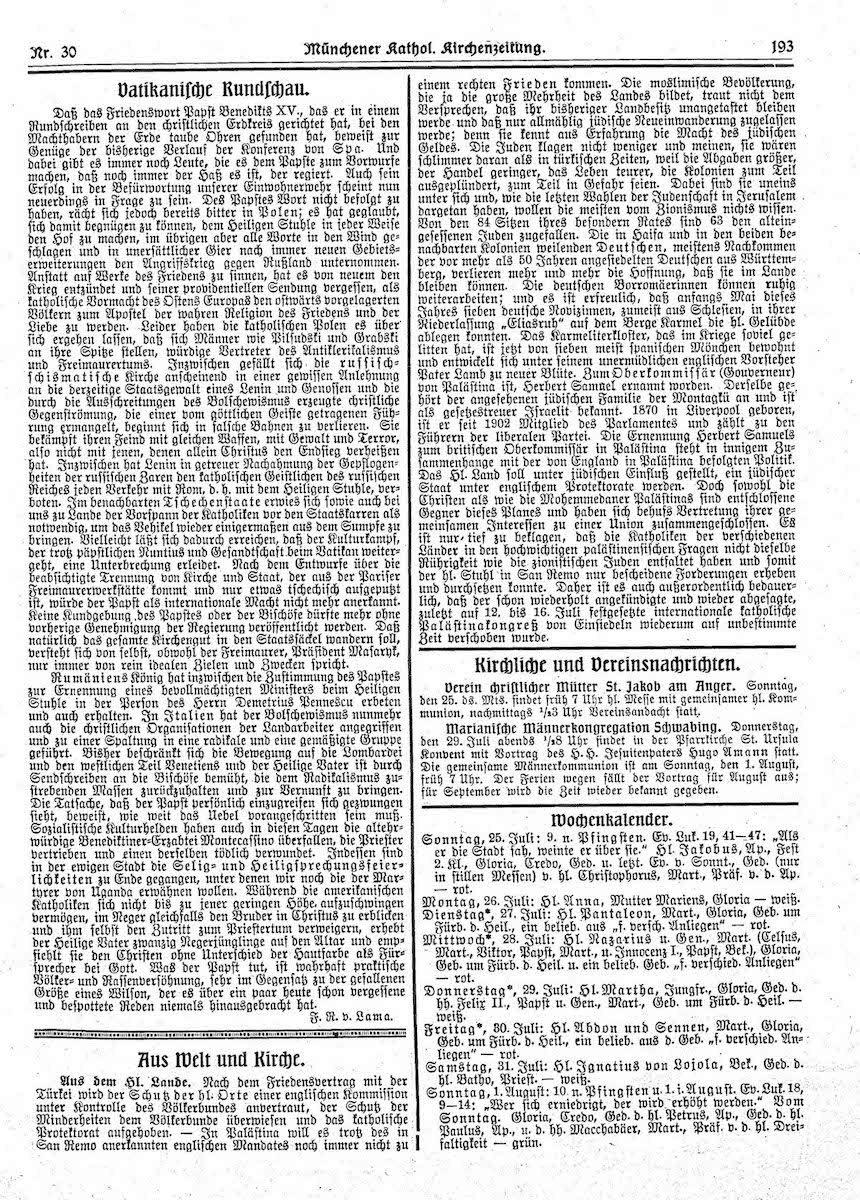 Nr. 30
Münchener Kathol. Kirchenzeitung.
193
Vatikanische Rundschau.
Daß das Friedenswort Papst Benedikts XV., das er in einem
Rundschreiben an den christlichen Erdkreis gerichtet hat, bei den
Machthabern der Erde taube Ohren gefunden hat, beweist zur
Genüge der bisherige Verlauf der Konferenz von Spa. Und
dabei gibt es immer noch Leute, die es dem Papste zum Vorwurfe
machen, daß noch immer der Haß es ist, der regiert. Auch sein
Erfolg in der Befürwortung unserer Einwohnerwehr scheint nun
neuerdings in Frage zu sein. Des Papstes Wort nicht befolgt zu
haben, rächt sich jedoch bereits bitter in Polen; es hat geglaubt,
sich damit begnügen zu können, dem Heiligen Stuhle in jeder Weise
den Hof zu machen, im übrigen aber alle Worte in den Wind ge-
schlagen und in unersättlicher Gier nach immer neuen Gebiets-
erweiterungen den Angriffskrieg gegen Rußland unternommen.
Anstatt auf Werke des Friedens zu sinnen, hat es von neuem den
Krieg entzündet und seiner providentiellen Sendung vergessen, als
katholische Vormacht des Ostens Europas den ostwärts vorgelagerten
Völkern zum Apostel der wahren Religion des Friedens und der
Liebe zu werden. Leider haben die katholischen Polen es über
sich ergehen lassen, daß sich Männer wie Pilsudski und Grabski
an ihre Spitze stellen, würdige Vertreter des Antiklerikalismus
und Freimaurertums. Inzwischen gefällt sich die russisch-
schismatische Kirche anscheinend in einer gewissen Anlehnung
an die derzeitige Staatsgewalt eines Lenin und Genossen und die
durch die Ausschreitungen des Bolschewismus erzeugte christliche
Gegenströmung, die einer vom göttlichen Geiste getragenen Füh-
rung ermangelt, beginnt sich in falsche Bahnen zu verlieren. Sie
bekämpft ihren Feind mit gleichen Waffen, mit Gewalt und Terror,
also nicht mit jenen, denen allein Christus den Endsieg verheißen
hat. Inzwischen hat Lenin in getreuer Nachahmung der Gepflogen-
heiten der russischen Zaren den katholischen Geistlichen des russischen
Reiches jeden Verkehr mit Rom, d. h. mit dem Heiligen Stuhle, ver-
boten. Im benachbarten Tschechenstaate erwies sich sowie auch bei
uns zu Lande der Vorspann der Katholiken vor den Staatskarren als
notwendig, um das Vehikel wieder einigermaßen aus dem Sumpfe zu
bringen. Vielleicht läßt sich dadurch erreichen, daß der Kulturkampf,
der trotz päpstlichen Nuntius und Gesandtschaft beim Vatikan weiter-
geht, eine Unterbrechung erleidet. Nach dem Entwurfe über die
beabsichtigte Trennung von Kirche und Staat, der aus der Pariser
Freimaurerwerkstätte kommt und nur etwas tschechisch aufgeputzt
ist, würde der Papst als internationale Macht nicht mehr anerkannt.
Keine Kundgebung des Papstes oder der Bischöfe dürfte mehr ohne
vorherige Genehmigung der Regierung veröffentlicht werden. Daß
natürlich das gesamte Kirchengut in den Staatssäckel wandern soll,
versteht sich von selbst, obwohl der Freimaurer, Präsident Masaryk,
nur immer von rein idealen Zielen und Zwecken spricht.
Rumäniens König hat inzwischen die Zustimmung des Papstes
zur Ernennung eines bevollmächtigten Ministers beim Heiligen
Stuhle in der Person des Herrn Demetrius Pennescu erbeten
und auch erhalten. In Italien hat der Bolschewismus nunmehr
auch die christlichen Organisationen der Landarbeiter angegriffen
und zu einer Spaltung in eine radikale und eine gemäßigte Gruppe
geführt. Bisher beschränkt sich die Bewegung auf die Lombardei
und den westlichen Teil Venetiens und der Heilige Vater ist durch
Sendschreiben an die Bischöfe bemüht, die dem Radikalismus zu-
strebenden Massen zurückzuhalten und zur Vernunft zu bringen.
Die Tatsache, daß der Papst persönlich einzugreifen sich gezwungen
sieht, beweist, wie weit das Uebel vorangeschritten sein muß.
Sozialistische Kulturhelden haben auch in diesen Tagen die altehr-
würdige Benediktiner-Erzabtei Montecassino überfallen, die Priester
vertrieben und einen derselben tödlich verwundet. Indessen sind
in der ewigen Stadt die Selig- und Heiligsprechungsfeier-
lichkeiten zu Ende gegangen, unter denen wir noch die der Mar-
tyrer von Uganda erwähnen wollen. Während die amerikanischen
Katholiken sich nicht bis zu jener geringen Höhe aufzuschwingen
vermögen, im Neger gleichfalls den Bruder in Christus zu erblicken
und ihm selbst den Zutritt zum Priestertum verweigern, erhebt
der Heilige Vater zwanzig Negerjünglinge auf den Altar und emp-
fiehlt sie den Christen ohne Unterschied der Hautfarbe als Für-
sprecher bei Gott. Was der Papst tut, ist wahrhaft praktische
Völker- und Rassenversöhnung, sehr im Gegensatz zu der gefallenen
Größe eines Wilson, der es über ein paar heute schon vergessene
und bespottete Reden niemals hinausgebracht hat.
F. R. v. Lama.
Aus Welt und Kirche.
Aus dem Hl. Lande. Nach dem Friedensvertrag mit der
Türkei wird der Schutz der hl. Orte einer englischen Kommission
unter Kontrolle des Völkerbundes anvertraut, der Schutz der
Minderheiten dem Völkerbunde überwiesen und das katholische
Protektorat aufgehoben. — In Palästina will es trotz des in
San Remo anerkannten englischen Mandates noch immer nicht zu
einem rechten Frieden kommen. Die moslimische Bevölkerung,
die ja die große Mehrheit des Landes bildet, traut nicht dem
Versprechen, daß ihr bisheriger Landbesitz unangetastet bleiben
werde und daß nur allmählig jüdische Neueinwanderung zugelassen
werde; denn sie kennt aus Erfahrung die Macht des jüdischen
Geldes. Die Juden klagen nicht weniger und meinen, sie wären
schlimmer daran als in türkischen Zeiten, weil die Abgaben größer,
der Handel geringer, das Leben teurer, die Kolonien zum Teil
ausgeplündert, zum Teil in Gefahr seien. Dabei sind sie uneins
unter sich und, wie die letzten Wahlen der Judenschaft in Jerusalem
dargetan haben, wollen die meisten vom Zionismus nichts wissen.
Von den 84 Sitzen ihres besondern Rates sind 63 den altein-
gesessenen Juden zugefallen. Die in Haifa und in den beiden be-
nachbarten Kolonien weilenden Deutschen, meistens Nachkommen
der vor mehr als 50 Jahren angesiedelten Deutschen aus Württem-
berg, verlieren mehr und mehr die Hoffnung, daß sie im Lande
bleiben können. Die deutschen Borromäerinnen können ruhig
weiterarbeiten; und es ist erfreulich, daß anfangs Mai dieses
Jahres sieben deutsche Novizinnen, zumeist aus Schlesien, in ihrer
Niederlassung „Eliasruh“ auf dem Berge Karmel die hl. Gelübde
ablegen konnten. Das Karmeliterkloster, das im Kriege soviel ge-
litten hat, ist jetzt von sieben meist spanischen Mönchen bewohnt
und entwickelt sich unter seinen unermüdlichen englischen Vorsteher
Pater Lamb zu neuer Blüte. Zum Oberkommissär (Gouverneur)
von Palästina ist, Herbert Samael ernannt worden. Derselbe ge-
hört der angesehenen jüdischen Familie der Montagtü an und ist
als gesetzestreuer Israelit bekannt. 1870 in Liverpool geboren,
ist er seit 1902 Mitglied des Parlamentes und zählt zu den
Führern der liberalen Partei. Die Ernennung Herbert Samuels
zum britischen Oberkommissär in Palästina steht in innigem Zu-
sammenhange mit der von England in Palästina befolgten Politik.
Das Hl. Land soll unter jüdischen Einfluß gestellt, ein jüdischer
Staat unter englischem Protektorate werden. Doch sowohl die
Christen als wie die Mohemmedaner Palästinas sind entschlossene
Gegner dieses Planes und haben sich behufs Vertretung ihrer ge-
meinsamen Interessen zu einer Union zusammengeschlossen. Es
ist nur tief zu beklagen, daß die Katholiken der verschiedenen
Länder in den hochwichtigen palästinensischen Fragen nicht dieselbe
Rührigkeit wie die zionistischen Juden entfaltet haben und somit
der hl. Stuhl in San Remo nur bescheidene Forderungen erheben
und durchsetzen konnte. Daher ist es auch außerordentlich bedauer-
lich, daß der schon wiederholt angekündigte und wieder abgesagte,
zuletzt auf 12. bis 16. Juli festgesetzte internationale katholische
Palästinakongreß von Einsiedeln wiederum auf unbestimmte
Zeit verschoben wurde.
Kirchliche und Vereinsnachrichten.
Verein christlicher Mütter St. Jakob am Anger. Sonntag,
den 25. ds. Mts. findet früh 7 Uhr hl. Messe mit gemeinsamer hl. Kom-
munion, nachmittags ½3 Uhr Vereinsandacht statt.
Marianische Männerkongregation Schwabing. Donnerstag,
den 29. Juli abends ½8 Uhr findet in der Pfarrkirche St. Ursula
Konvent mit Vortrag des H. H. Jesuitenpaters Hugo Amann statt.
Die gemeinsame Männerkommunion ist am Sonntag, den 1. August,
früh 7 Uhr. Der Ferien wegen fällt der Vortrag für August aus;
für September wird die Zeit wieder bekannt gegeben.
Wochenkalender.
Sonntag, 25. Juli: 9. n. Pfingsten. Ev. Luk. 19, 41—47: „Als
er die Stadt sah, weinte er über sie.“ Hl. Jakobus, Ap., Fest
2. Kl., Gloria, Credo, Ged. u. letzt. Ev. v. Sonnt., Ged. (nur
in stillen Messen) v. hl. Christophorus, Mart., Präf. v. d. Ap.
— rot.
Montag, 26. Juli: Hl. Anna, Mutter Mariens, Gloria — weiß.
Dienstag*, 27. Juli: Hl. Pantaleon, Mart., Gloria, Geb. um
Fürb. d. Heil., ein belieb. aus „f. versch. Anliegen“ — rot.
Mittwoch*, 28. Juli: Hl. Nazarius u. Gen., Mart. (Celsus,
Mart., Viktor, Papst, Mart., u. Innocenz I., Papst, Bek.), Gloria,
Geb. um Fürb. d. Heil. u. ein belieb. Geb. „f. verschied. Anliegen“
— rot.
Donnerstag*, 29. Juli: Hl. Martha, Jungfr., Gloria, Ged. d.
hh. Felix II., Papst u. Gen., Mart., Geb. um Fürb. d. Heil. —
weiß.
Freitag*, 30. Juli: Hl. Abdon und Sennen, Mart., Gloria,
Geb. um Fürb. d. Heil., ein belieb. aus d. Geb. „f. verschied. An-
liegen“ — rot.
Samstag, 31. Juli: Hl. Ignatius von Lojola, Bek., Ged. d.
hl. Batho, Priest. — weiß.
Sonntag, 1. August: 10. n. Pfingsten u. 1. i. August. Ev. Luk. 18,
9—14: „Wer sich erniedrigt, der wird erhöht werden.“ Vom
Sonntag. Gloria, Credo, Ged. d. hl. Petrus, Ap., Ged. d. hl.
Paulus, Ap., u. d. hh. Macchabäer, Mart., Präf. v. d. hl. Drei-
faltigkeit — grün.